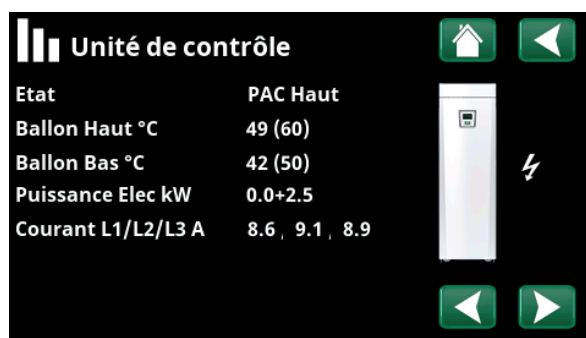 Unité de contrôle
Etat PAC Haut
Ballon Haut °C 49 (60)
Ballon Bas °C 42 (50)
Puissance Elec kW 0.0+2.5
Courant L1/L2/L3 A 8.6 , 9.1 , 8.9